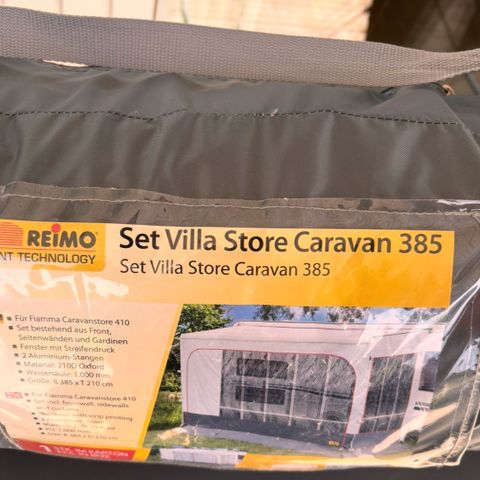 REIMO
NT TECHNOLOGY
Set Villa Store Caravan 385
Set Villa Store Caravan 385
Für Fiamma Caravanstore 410
Set bestehend aus Front,
Seitenwänden und Gardinen
Fenster mit Streifendruck
2 Aluminium-Stangen
Material: 210D Oxford
Wassersäule: 1.000 mm
Größe: B 385 x T 210 cm
For Fiamma Caravanstore 410
Set incl. frontwall, sidewalls
and curtains
with strip printing